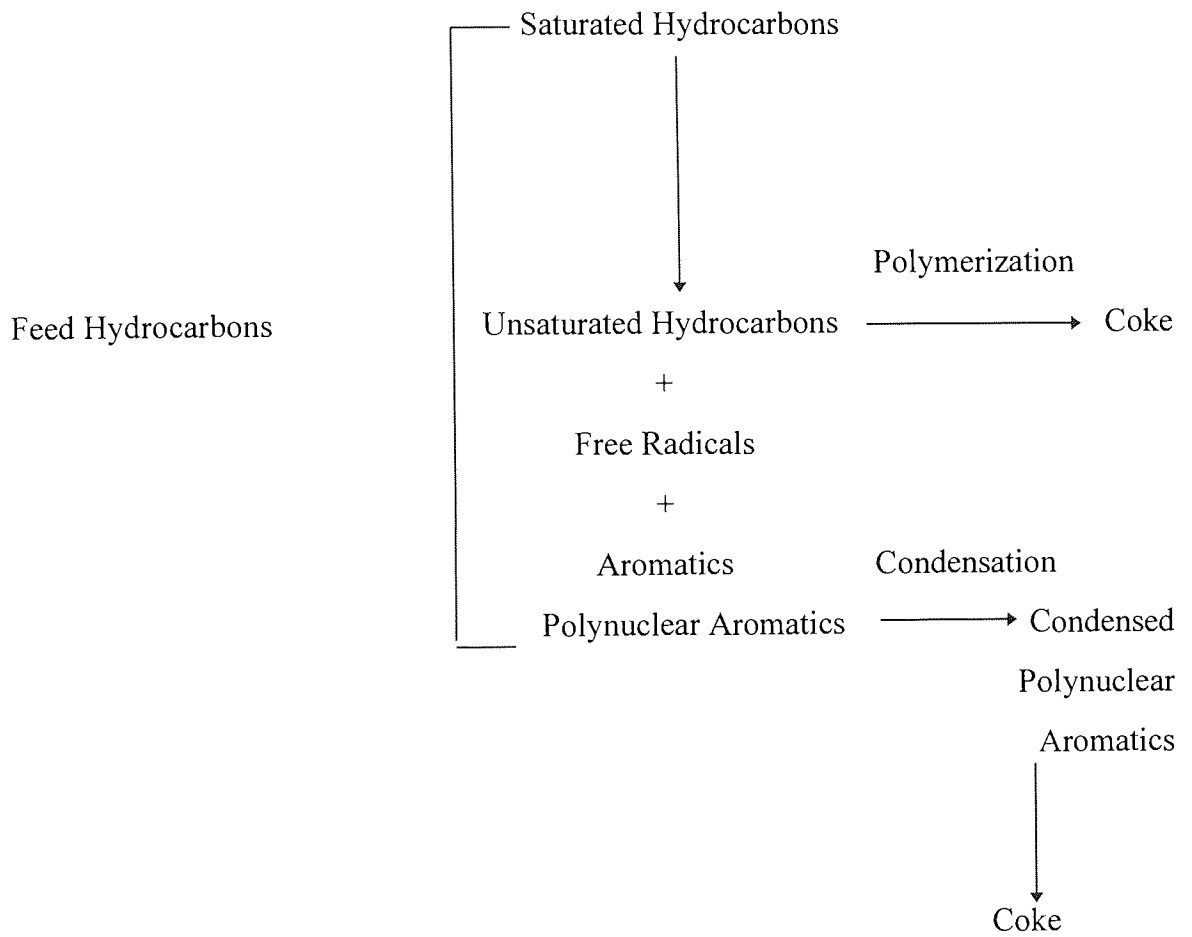 Saturated Hydrocarbons
Polymerization
Feed Hydrocarbons
Unsaturated Hydrocarbons
Coke
+
Free Radicals
+
Aromatics
Condensation
Polynuclear Aromatics
Condensed
Polynuclear
Aromatics
Coke